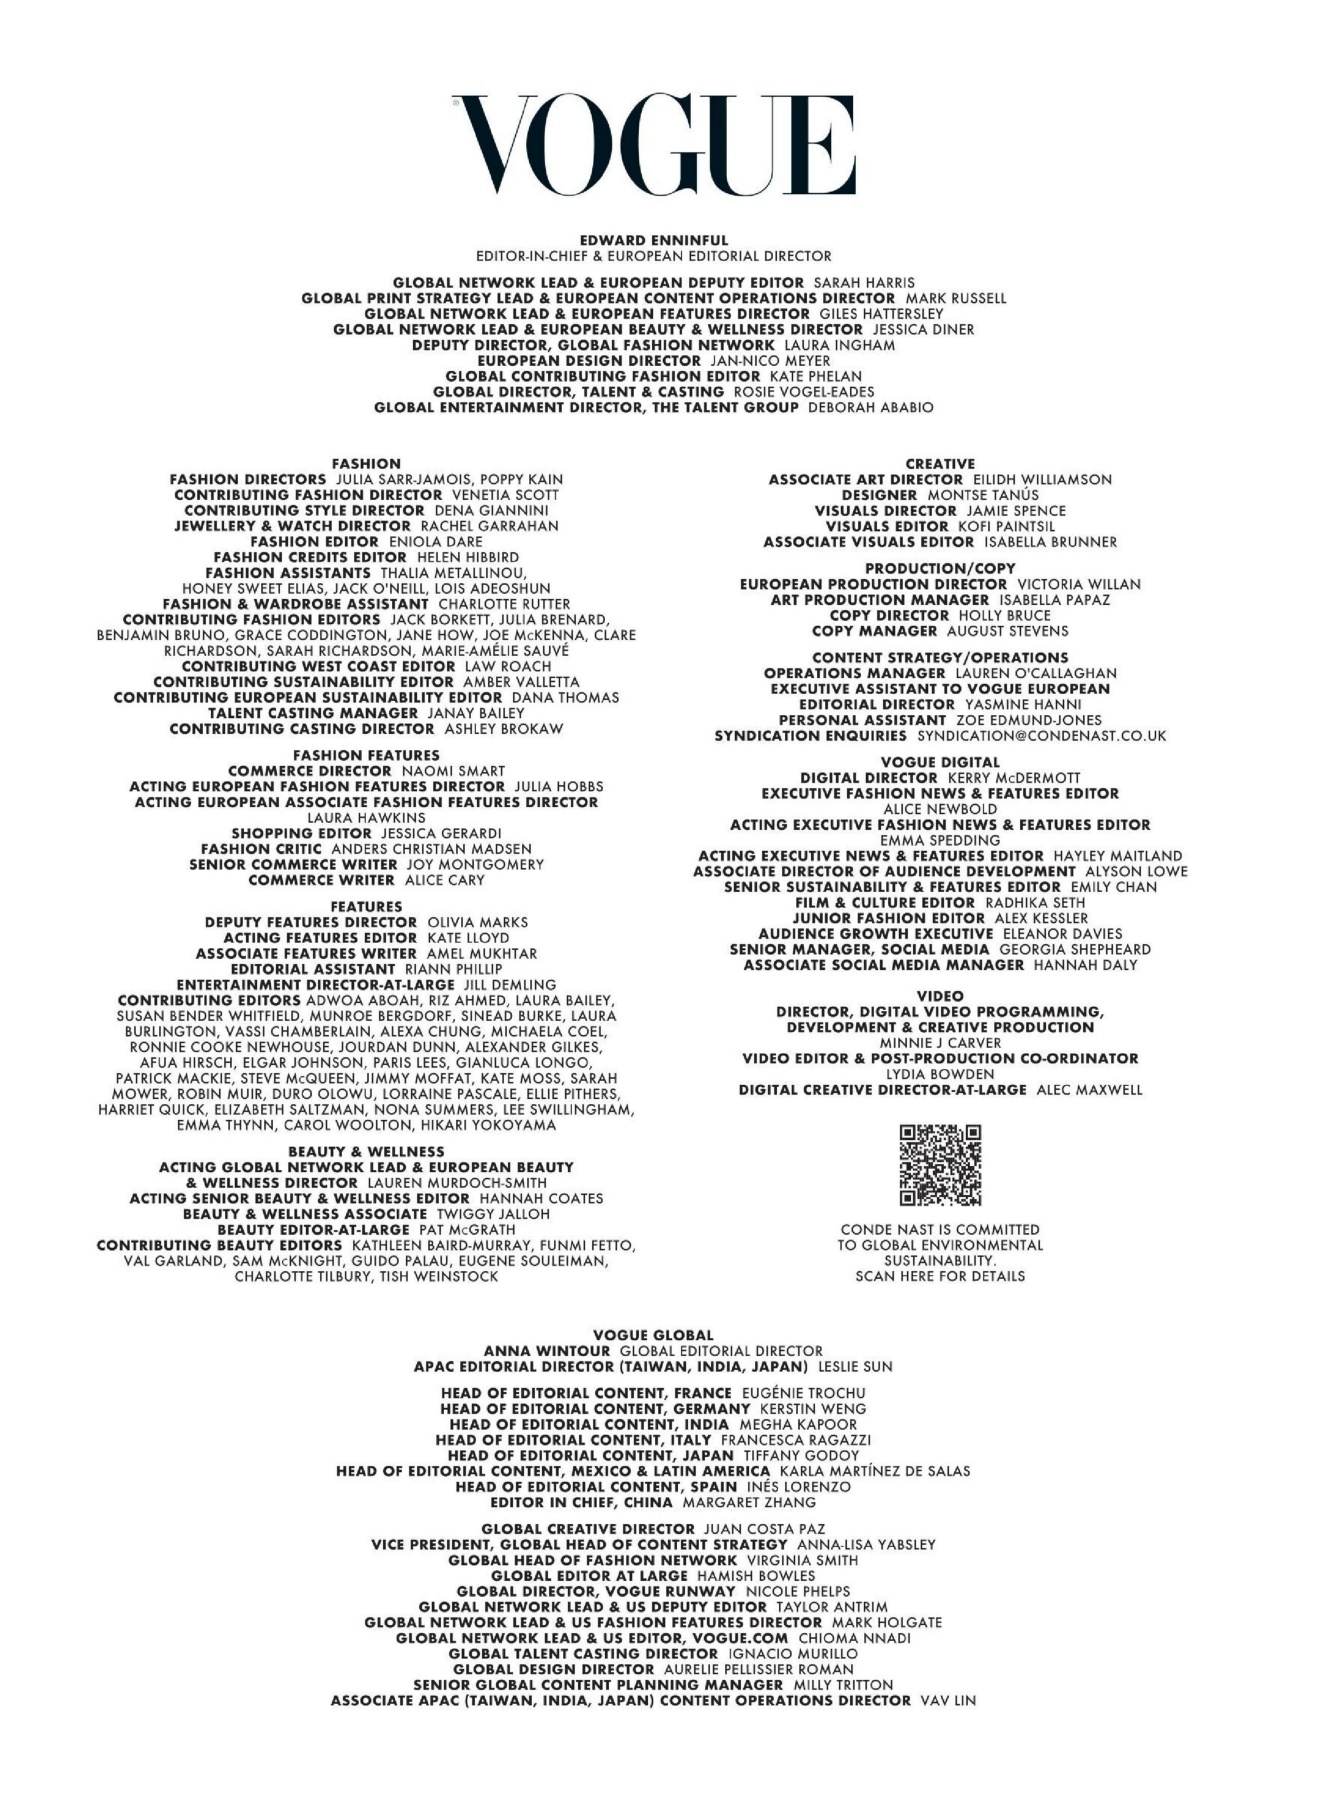 VOGUE
EDWARD ENNINFUL
EDITOR-IN-CHIEF & EUROPEAN EDITORIAL DIRECTOR
GLOBAL NETWORK LEAD & EUROPEAN DEPUTY EDITOR SARAH HARRIS
GLOBAL PRINT STRATEGY LEAD & EUROPEAN CONTENT OPERATIONS DIRECTOR MARK RUSSELL
GLOBAL NETWORK LEAD & EUROPEAN FEATURES DIRECTOR GILES HATTERSLEY
GLOBAL NETWORK LEAD & EUROPEAN BEAUTY & WELLNESS DIRECTOR JESSICA DINER
DEPUTY DIRECTOR, GLOBAL FASHION NETWORK LAURA INGHAM
EUROPEAN DESIGN DIRECTOR JAN-NICO MEYER
GLOBAL CONTRIBUTING FASHION EDITOR KATE PHELAN
GLOBAL DIRECTOR, TALENT & CASTING ROSIE VOGEL-EADES
GLOBAL ENTERTAINMENT DIRECTOR, THE TALENT GROUP DEBORAH ABABIO
FASHION
FASHION DIRECTORS JULIA SARR-JAMOIS, POPPY KAIN
CONTRIBUTING FASHION DIRECTOR VENETIA SCOTT
CONTRIBUTING STYLE DIRECTOR DENA GIANNINI
JEWELLERY & WATCH DIRECTOR RACHEL GARRAHAN
FASHION EDITOR ENIOLA DARE
FASHION CREDITS EDITOR HELEN HIBBIRD
FASHION ASSISTANTS THALIA METALLINOU,
HONEY SWEET ELIAS, JACK O'NEILL, LOIS ADEOSHUN
FASHION & WARDROBE ASSISTANT CHARLOTTE RUTTER
CONTRIBUTING FASHION EDITORS JACK BORKETT, JULIA BRENARD,
BENJAMIN BRUNO, GRACE CODDINGTON, JANE HOW, JOE McKENNA, CLARE
RICHARDSON, SARAH RICHARDSON, MARIE-AMÉLIE SAUVÉ
CONTRIBUTING WEST COAST EDITOR LAW ROACH
CONTRIBUTING SUSTAINABILITY EDITOR AMBER VALLETTA
CONTRIBUTING EUROPEAN SUSTAINABILITY EDITOR DANA THOMAS
TALENT CASTING MANAGER JANAY BAILEY
CONTRIBUTING CASTING DIRECTOR ASHLEY BROKAW
FASHION FEATURES
COMMERCE DIRECTOR NAOMI SMART
ACTING EUROPEAN FASHION FEATURES DIRECTOR JULIA HOBBS
ACTING EUROPEAN ASSOCIATE FASHION FEATURES DIRECTOR
LAURA HAWKINS
SHOPPING EDITOR JESSICA GERARDI
FASHION CRITIC ANDERS CHRISTIAN MADSEN
SENIOR COMMERCE WRITER JOY MONTGOMERY
COMMERCE WRITER ALICE CARY
FEATURES
DEPUTY FEATURES DIRECTOR OLIVIA MARKS
ACTING FEATURES EDITOR KATE LLOYD
ASSOCIATE FEATURES WRITER AMEL MUKHTAR
EDITORIAL ASSISTANT RIANN PHILLIP
ENTERTAINMENT DIRECTOR-AT-LARGE JILL DEMLING
CONTRIBUTING EDITORS ADWOA ABOAH, RIZ AHMED, LAURA BAILEY,
SUSAN BENDER WHITFIELD, MUNROE BERGDORF, SINEAD BURKE, LAURA
BURLINGTON, VASSI CHAMBERLAIN, ALEXA CHUNG, MICHAELA COEL,
RONNIE COOKE NEWHOUSE, JOURDAN DUNN, ALEXANDER GILKES,
AFUA HIRSCH, ELGAR JOHNSON, PARIS LEES, GIANLUCA LONGO,
PATRICK MACKIE, STEVE McQUEEN, JIMMY MOFFAT, KATE MOSS, SARAH
MOWER, ROBIN MUIR, DURO OLOWU, LORRAINE PASCALE, ELLIE PITHERS,
HARRIET QUICK, ELIZABETH SALTZMAN, NONA SUMMERS, LEE SWILLINGHAM,
EMMA THYNN, CAROL WOOLTON, HIKARI YOKOYAMA
BEAUTY & WELLNESS
ACTING GLOBAL NETWORK LEAD & EUROPEAN BEAUTY
& WELLNESS DIRECTOR LAUREN MURDOCH-SMITH
ACTING SENIOR BEAUTY & WELLNESS EDITOR HANNAH COATES
BEAUTY & WELLNESS ASSOCIATE TWIGGY JALLOH
BEAUTY EDITOR-AT-LARGE PAT McGRATH
CONTRIBUTING BEAUTY EDITORS KATHLEEN BAIRD-MURRAY, FUNMI FETTO,
VAL GARLAND, SAM McKNIGHT, GUIDO PALAU, EUGENE SOULEIMAN,
CHARLOTTE TILBURY, TISH WEINSTOCK
CREATIVE
ASSOCIATE ART DIRECTOR EILIDH WILLIAMSON
DESIGNER MONTSE TANÚS
VISUALS DIRECTOR JAMIE SPENCE
VISUALS EDITOR KOFI PAINTSIL
ASSOCIATE VISUALS EDITOR ISABELLA BRUNNER
PRODUCTION/COPY
EUROPEAN PRODUCTION DIRECTOR VICTORIA WILLAN
ART PRODUCTION MANAGER ISABELLA PAPAZ
COPY DIRECTOR HOLLY BRUCE
COPY MANAGER AUGUST STEVENS
CONTENT STRATEGY/OPERATIONS
OPERATIONS MANAGER LAUREN O'CALLAGHAN
EXECUTIVE ASSISTANT TO VOGUE EUROPEAN
EDITORIAL DIRECTOR YASMINE HANNI
PERSONAL ASSISTANT ZOE EDMUND-JONES
SYNDICATION ENQUIRIES SYNDICATION@CONDENAST.CO.UK
VOGUE DIGITAL
DIGITAL DIRECTOR KERRY McDERMOTT
EXECUTIVE FASHION NEWS & FEATURES EDITOR
ALICE NEWBOLD
ACTING EXECUTIVE FASHION NEWS & FEATURES EDITOR
EMMA SPEDDING
ACTING EXECUTIVE NEWS & FEATURES EDITOR HAYLEY MAITLAND
ASSOCIATE DIRECTOR OF AUDIENCE DEVELOPMENT ALYSON LOWE
SENIOR SUSTAINABILITY & FEATURES EDITOR EMILY CHAN
FILM & CULTURE EDITOR RADHIKA SETH
JUNIOR FASHION EDITOR ALEX KESSLER
AUDIENCE GROWTH EXECUTIVE ELEANOR DAVIES
SENIOR MANAGER, SOCIAL MEDIA GEORGIA SHEPHEARD
ASSOCIATE SOCIAL MEDIA MANAGER HANNAH DALY
VIDEO
DIRECTOR, DIGITAL VIDEO PROGRAMMING,
DEVELOPMENT & CREATIVE PRODUCTION
MINNIE J CARVER
VIDEO EDITOR & POST-PRODUCTION CO-ORDINATOR
LYDIA BOWDEN
DIGITAL CREATIVE DIRECTOR-AT-LARGE ALEC MAXWELL
CONDE NAST IS COMMITTED
TO GLOBAL ENVIRONMENTAL
SUSTAINABILITY.
SCAN HERE FOR DETAILS
VOGUE GLOBAL
ANNA WINTOUR GLOBAL EDITORIAL DIRECTOR
APAC EDITORIAL DIRECTOR (TAIWAN, INDIA, JAPAN) LESLIE SUN
HEAD OF EDITORIAL CONTENT, FRANCE EUGÉNIE TROCHU
HEAD OF EDITORIAL CONTENT, GERMANY KERSTIN WENG
HEAD OF EDITORIAL CONTENT, INDIA MEGHA KAPOOR
HEAD OF EDITORIAL CONTENT, ITALY FRANCESCA RAGAZZI
HEAD OF EDITORIAL CONTENT, JAPAN TIFFANY GODOY
HEAD OF EDITORIAL CONTENT, MEXICO & LATIN AMERICA KARLA MARTÍNEZ DE SALAS
HEAD OF EDITORIAL CONTENT, SPAIN INÉS LORENZO
EDITOR IN CHIEF, CHINA MARGARET ZHANG
GLOBAL CREATIVE DIRECTOR JUAN COSTA PAZ
VICE PRESIDENT, GLOBAL HEAD OF CONTENT STRATEGY ANNA-LISA YABSLEY
GLOBAL HEAD OF FASHION NETWORK VIRGINIA SMITH
GLOBAL EDITOR AT LARGE HAMISH BOWLES
GLOBAL DIRECTOR, VOGUE RUNWAY NICOLE PHELPS
GLOBAL NETWORK LEAD & US DEPUTY EDITOR TAYLOR ANTRIM
GLOBAL NETWORK LEAD & US FASHION FEATURES DIRECTOR MARK HOLGATE
GLOBAL NETWORK LEAD & US EDITOR, VOGUE.COM CHIOMA NNADI
GLOBAL TALENT CASTING DIRECTOR IGNACIO MURILLO
GLOBAL DESIGN DIRECTOR AURELIE PELLISSIER ROMAN
SENIOR GLOBAL CONTENT PLANNING MANAGER MILLY TRITTON
ASSOCIATE APAC (TAIWAN, INDIA, JAPAN) CONTENT OPERATIONS DIRECTOR VAV LIN